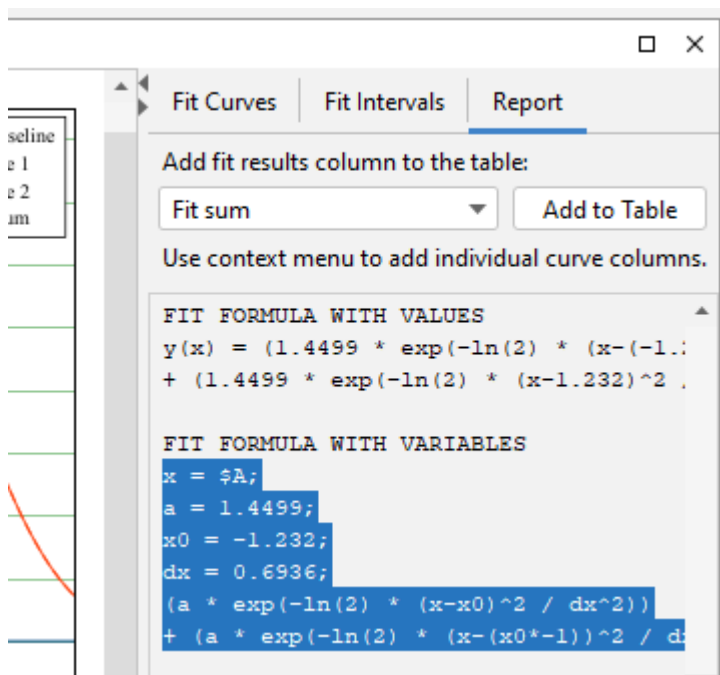 seline
e 1
e 2
um
Fit Curves
Fit Intervals
Report
Add fit results column to the table:
Fit sum
Add to Table
Use context menu to add individual curve columns.
FIT FORMULA WITH VALUES
y(x) = (1.4499 * exp(-ln(2) * (x-(-1.
+ (1.4499 * exp(-ln(2) * (x-1.232)^2 /
FIT FORMULA WITH VARIABLES
x = $A;
a = 1.4499;
x0 = -1.232;
dx = 0.6936;
(a * exp(-ln(2) * (x-x0)^2 / dx^2))
+ (a * exp(-ln(2) * (x-(x0*-1))^2 / d